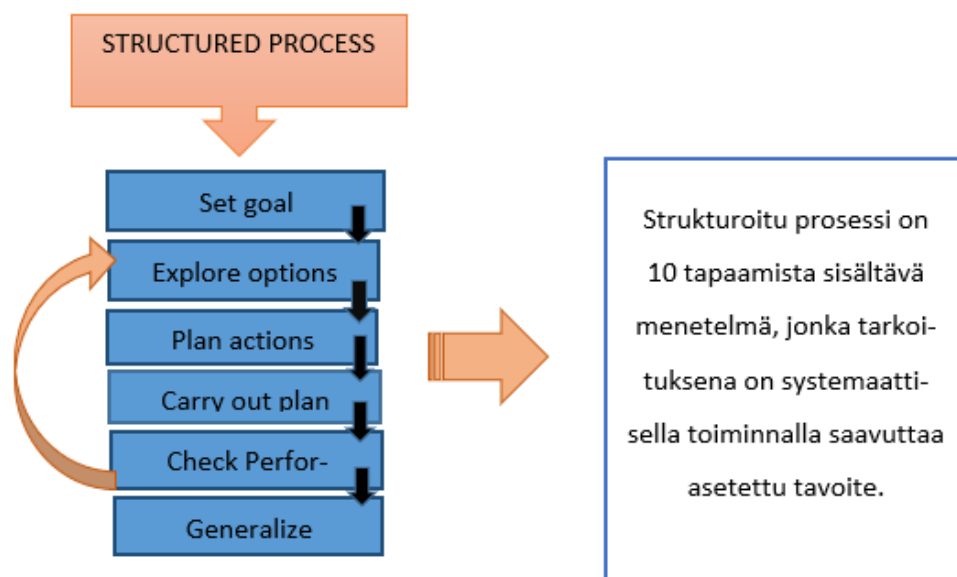 STRUCTURED PROCESS
Set goal
Explore options
Plan actions
Carry out plan
Check Perfor-
Generalize
Strukturoitu prosessi on
10 tapaamista sisältävä
menetelmä, jonka tarkoi-
tuksena on systemaatti-
sella toiminnalla saavuttaa
asetettu tavoite.